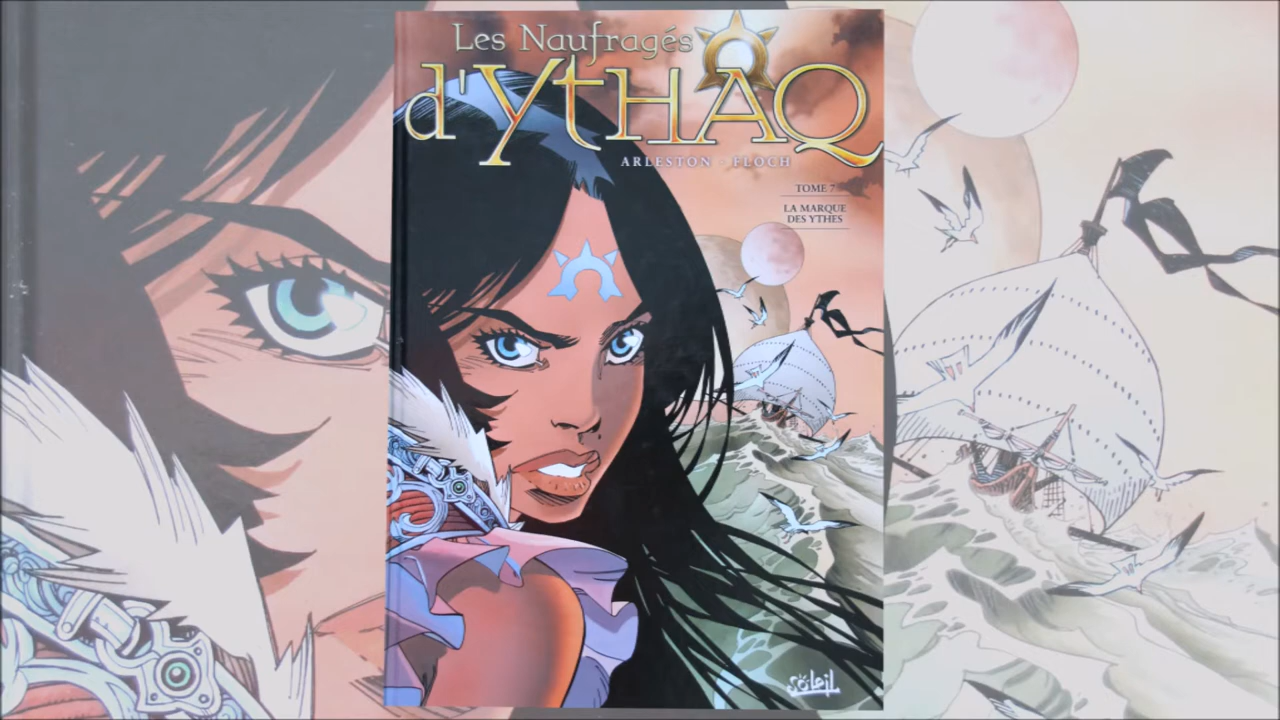 Les Naufragés
d'YTHAQ
ARLESTON - FLOCH
TOME 7
LA MARQUE
DES YTHES
SOLEIL